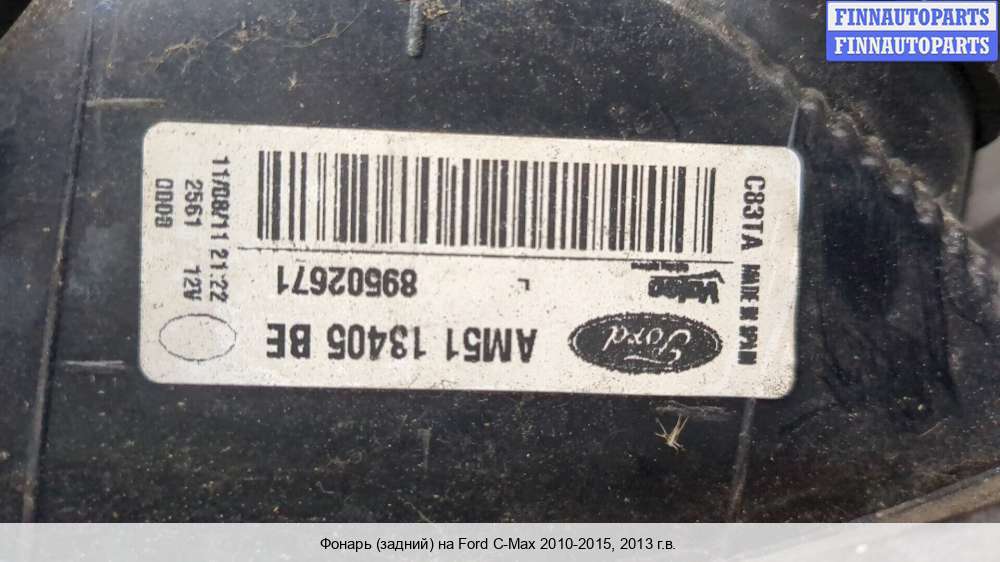 FINNAUTOPARTS
FINNAUTOPARTS
C83TA MADE IN SPAIN
Ford
AM51 13405 BE
Valeo
L
89502671
11/08/11 21:22
2561 12V
0008
Фонарь (задний) на Ford C-Max 2010-2015, 2013 г.в.